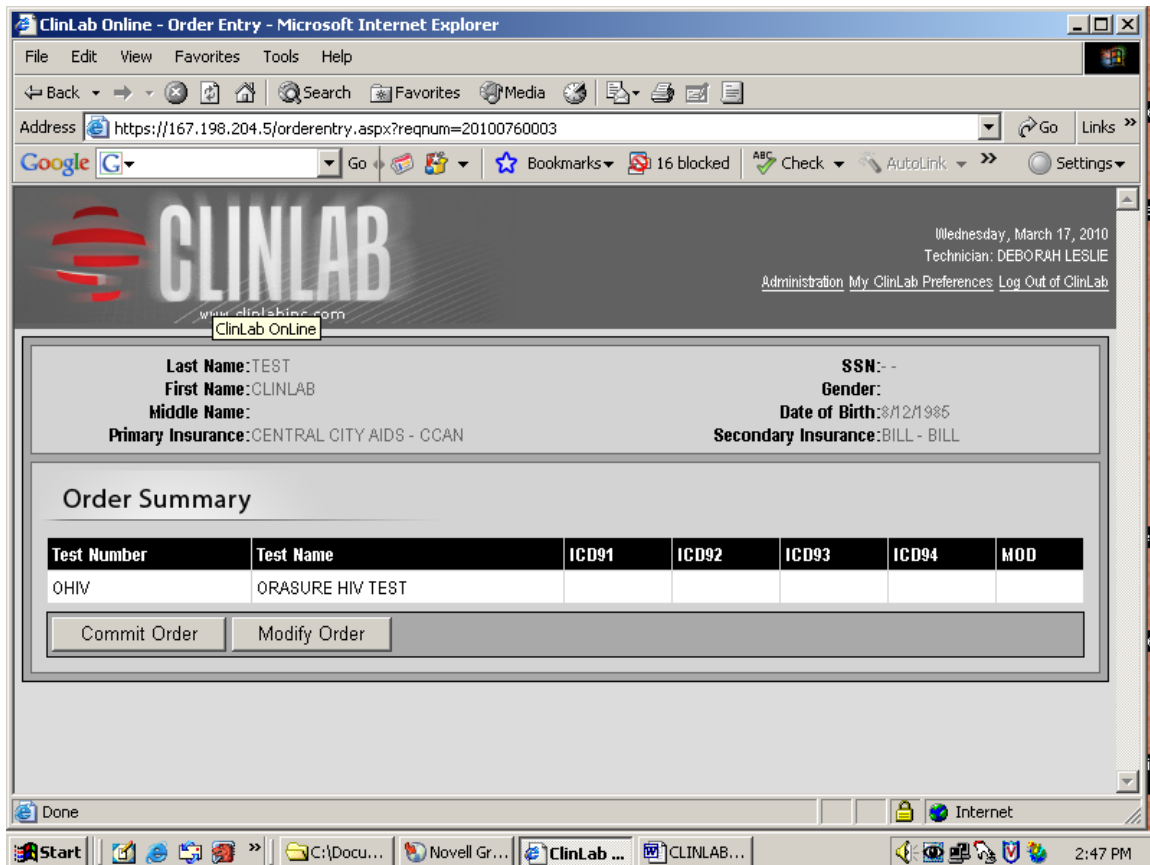 ClinLab Online - Order Entry - Microsoft Internet Explorer
File Edit View Favorites Tools Help
Back Search Favorites Media
Address https://167.198.204.5/orderentry.aspx?reqnum=20100760003 Go Links »
Google G Go Bookmarks 16 blocked ABC Check AutoLink » Settings
CLINLAB
www.clinlabinc.com
ClinLab OnLine
Wednesday, March 17, 2010
Technician: DEBORAH LESLIE
Administration My ClinLab Preferences Log Out of ClinLab
Last Name:TEST SSN:- -
First Name:CLINLAB Gender:
Middle Name: Date of Birth:8/12/1985
Primary Insurance:CENTRAL CITY AIDS - CCAN Secondary Insurance:BILL - BILL
Order Summary
Test Number Test Name ICD91 ICD92 ICD93 ICD94 MOD
OHIV ORASURE HIV TEST
Commit Order Modify Order
Done Internet
Start » C:\Docu... Novell Gr... ClinLab ... CLINLAB... 2:47 PM